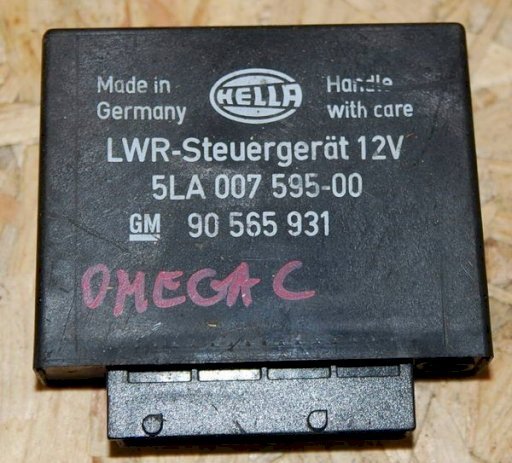 Made in
Germany
HELLA
Handle
with care
LWR-Steuergerät 12V
5LA 007 595-00
GM 90 565 931
OMEGA C